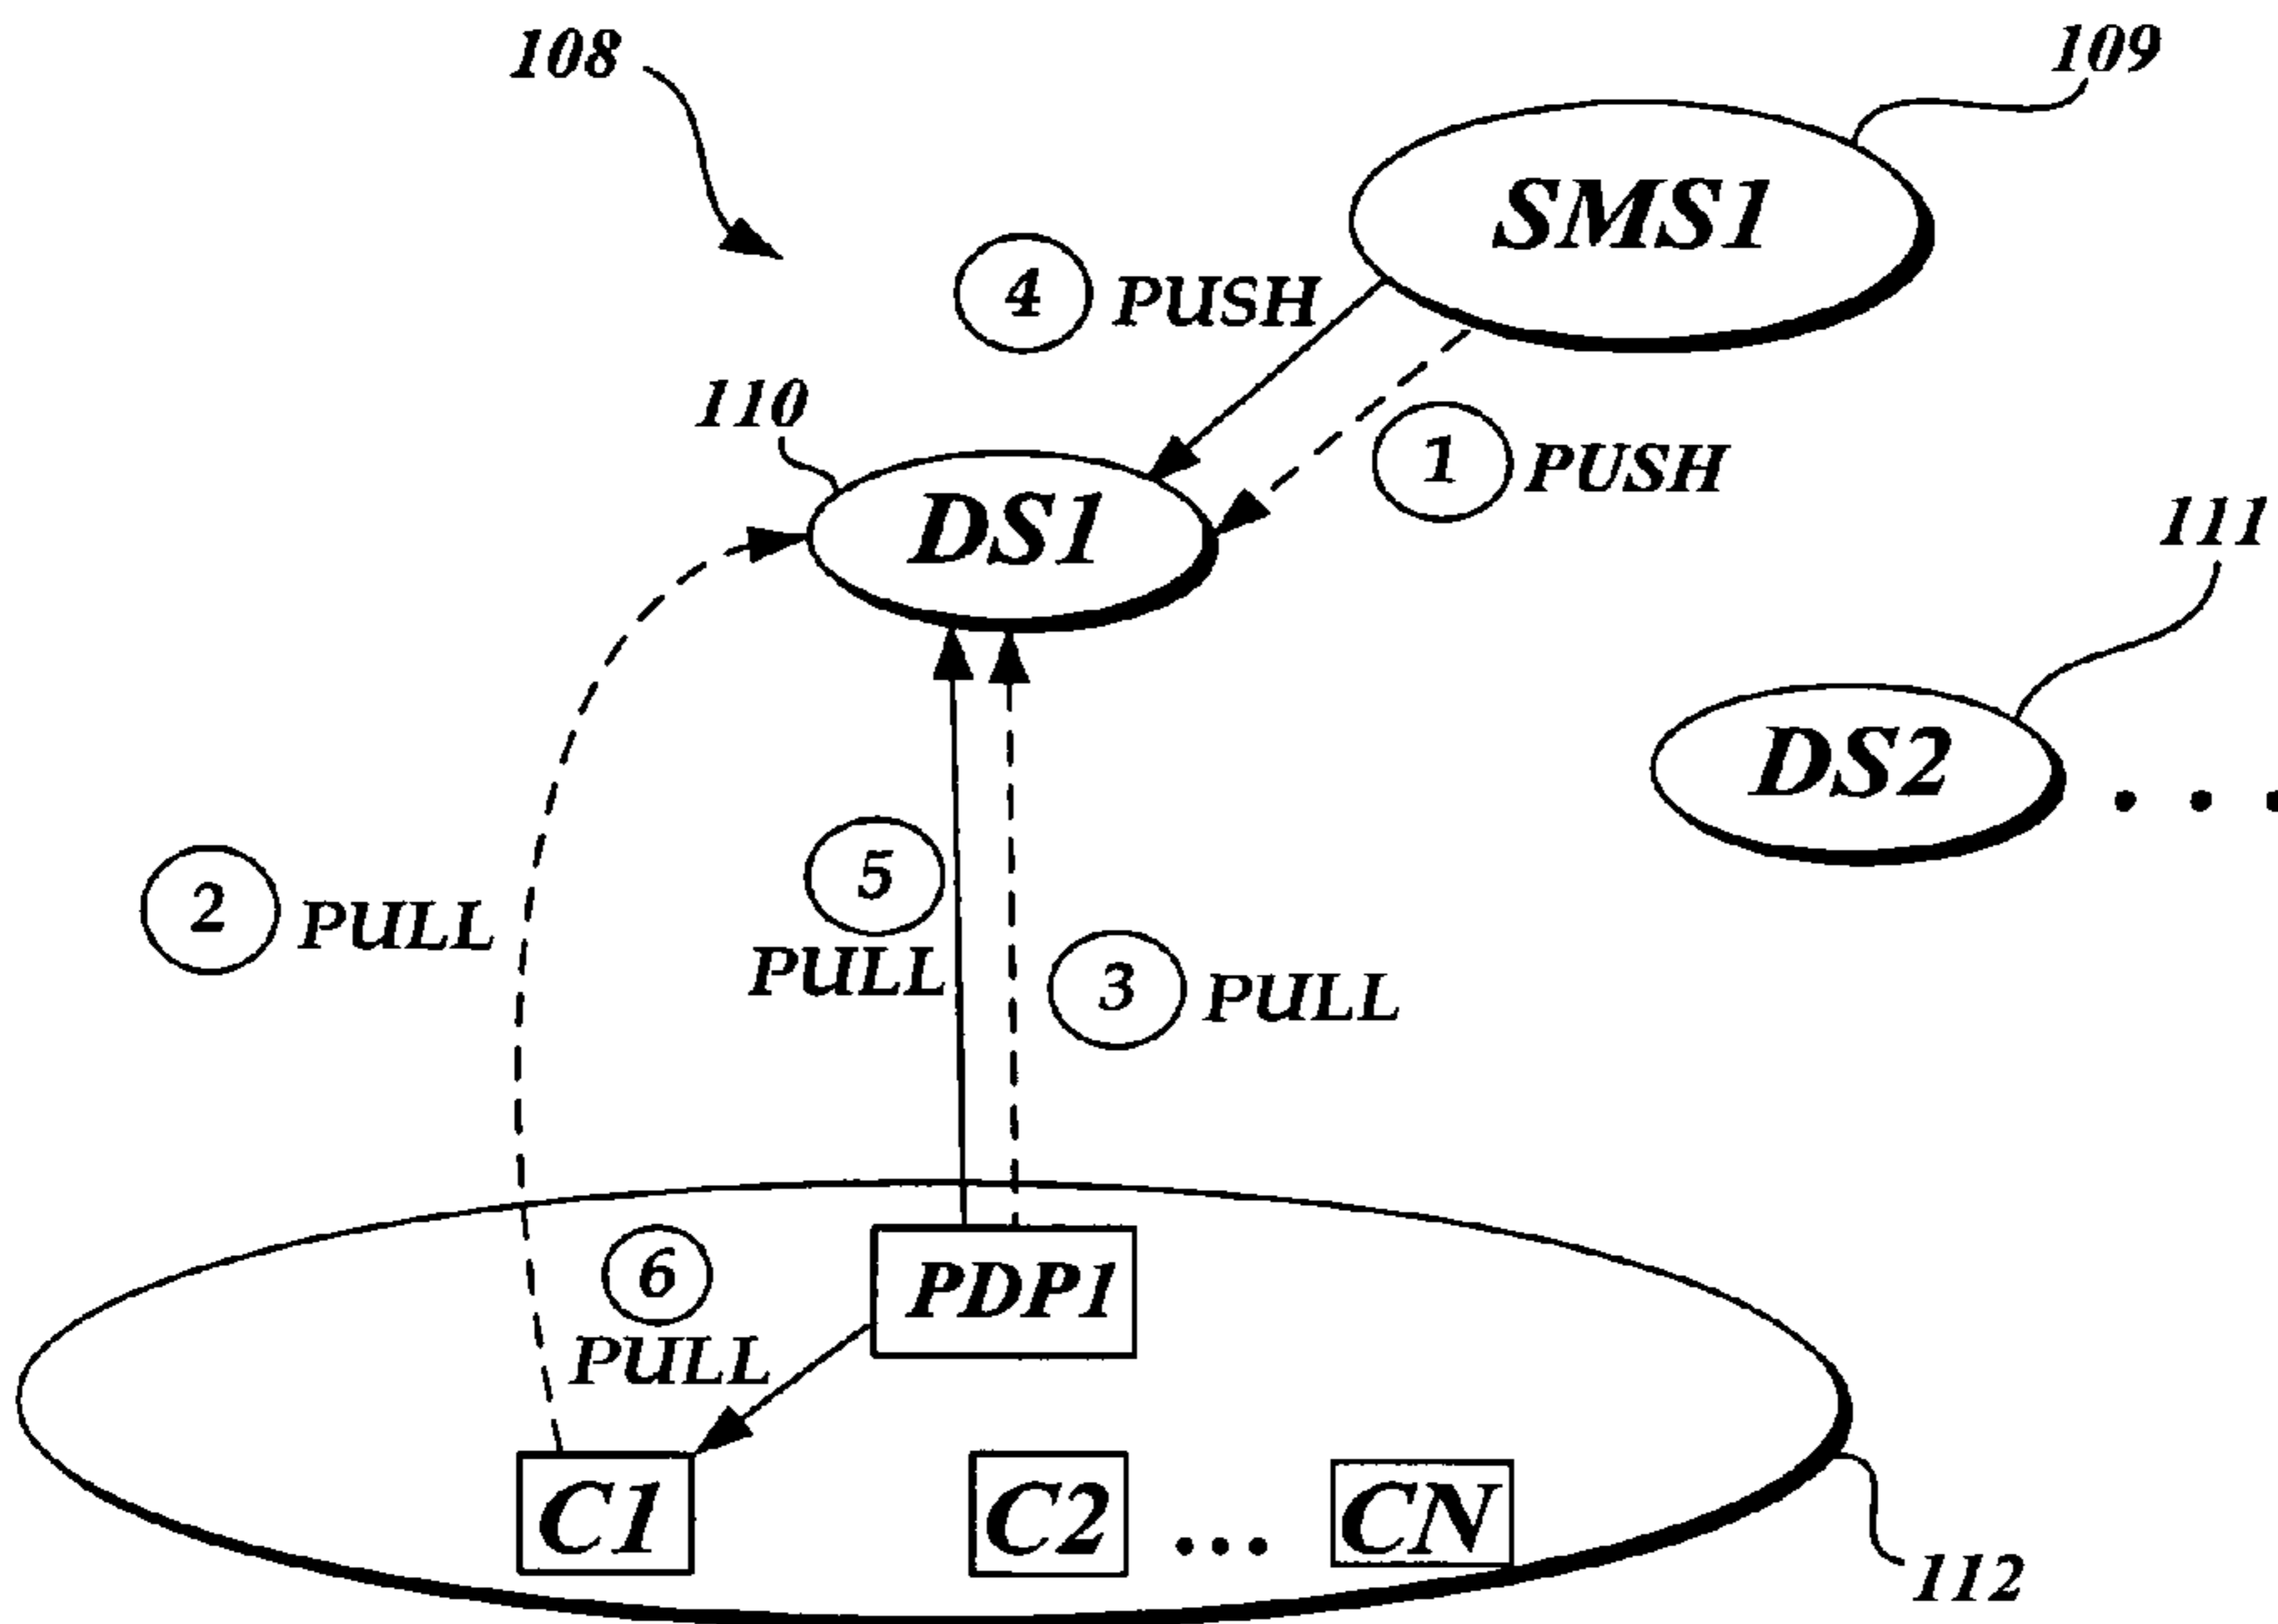 108
109
SMS1
4 PUSH
110
1 PUSH
DS1
111
DS2
. . .
2 PULL
5
PULL
3 PULL
6
PULL
PDP1
C1
C2
...
CN
112